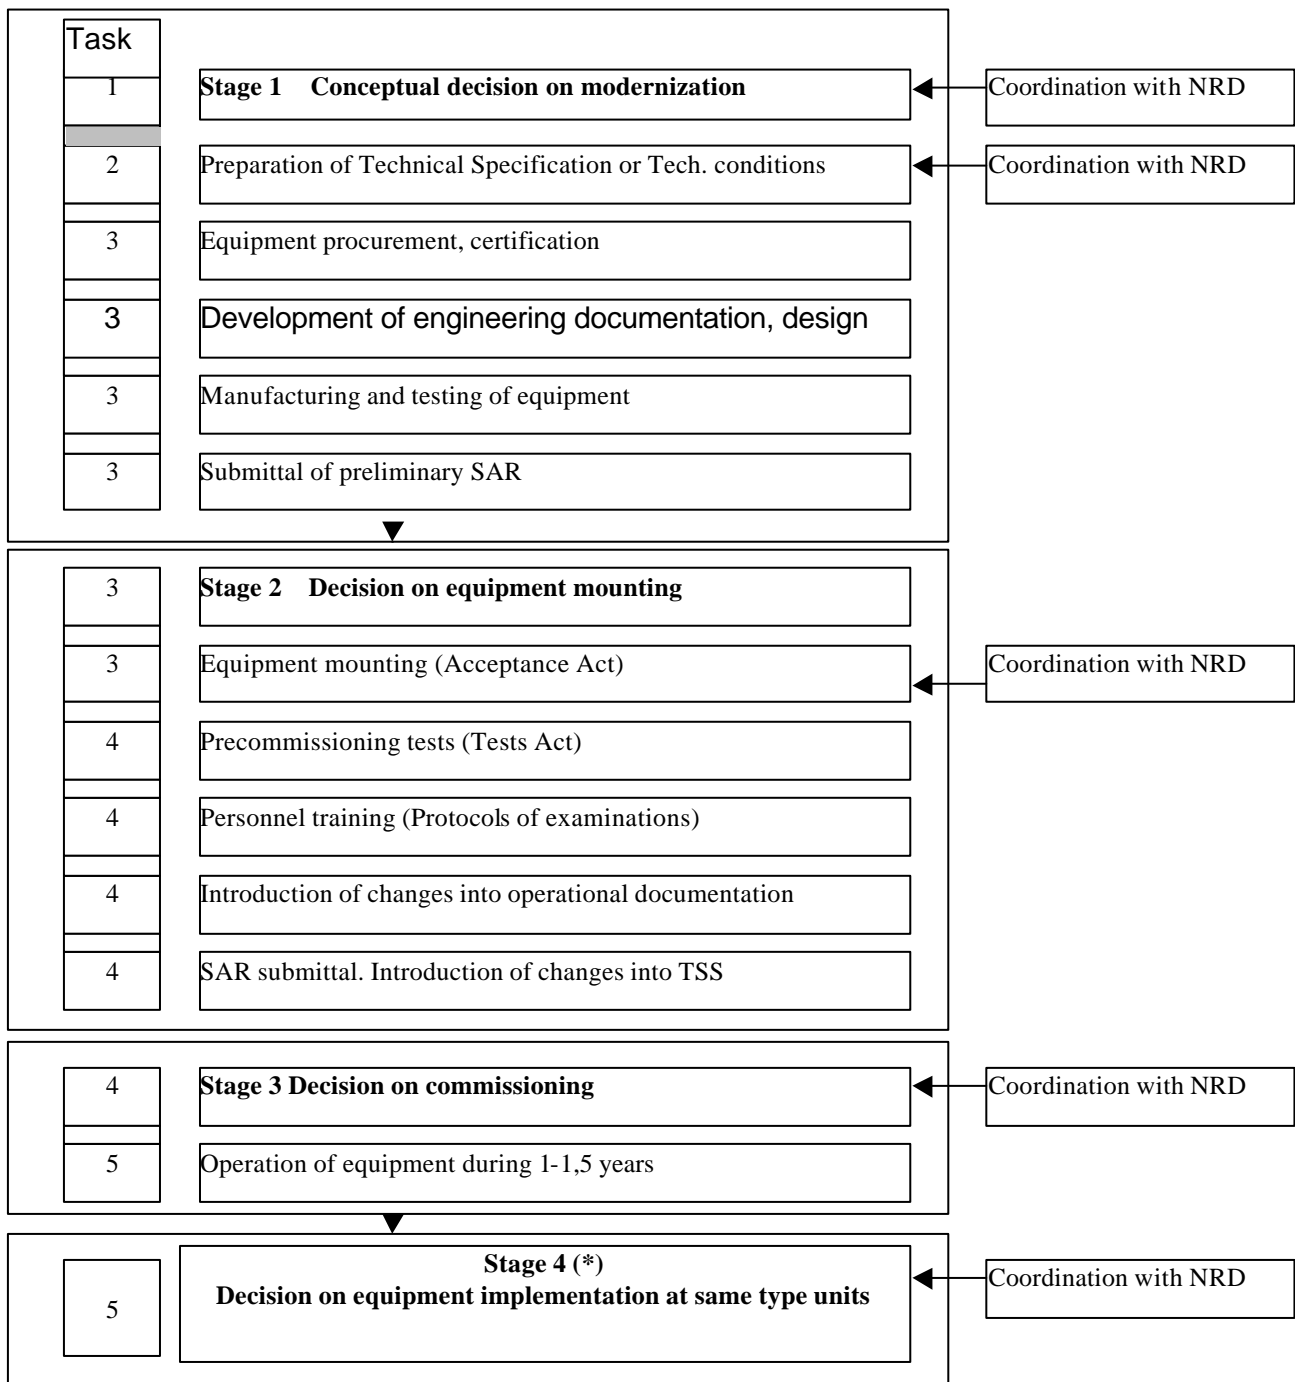 Task
1 Stage 1 Conceptual decision on modernization Coordination with NRD
2 Preparation of Technical Specification or Tech. conditions Coordination with NRD
3 Equipment procurement, certification
3 Development of engineering documentation, design
3 Manufacturing and testing of equipment
3 Submittal of preliminary SAR
3 Stage 2 Decision on equipment mounting
3 Equipment mounting (Acceptance Act) Coordination with NRD
4 Precommissioning tests (Tests Act)
4 Personnel training (Protocols of examinations)
4 Introduction of changes into operational documentation
4 SAR submittal. Introduction of changes into TSS
4 Stage 3 Decision on commissioning Coordination with NRD
5 Operation of equipment during 1-1,5 years
Stage 4 (*) Coordination with NRD
Decision on equipment implementation at same type units
5